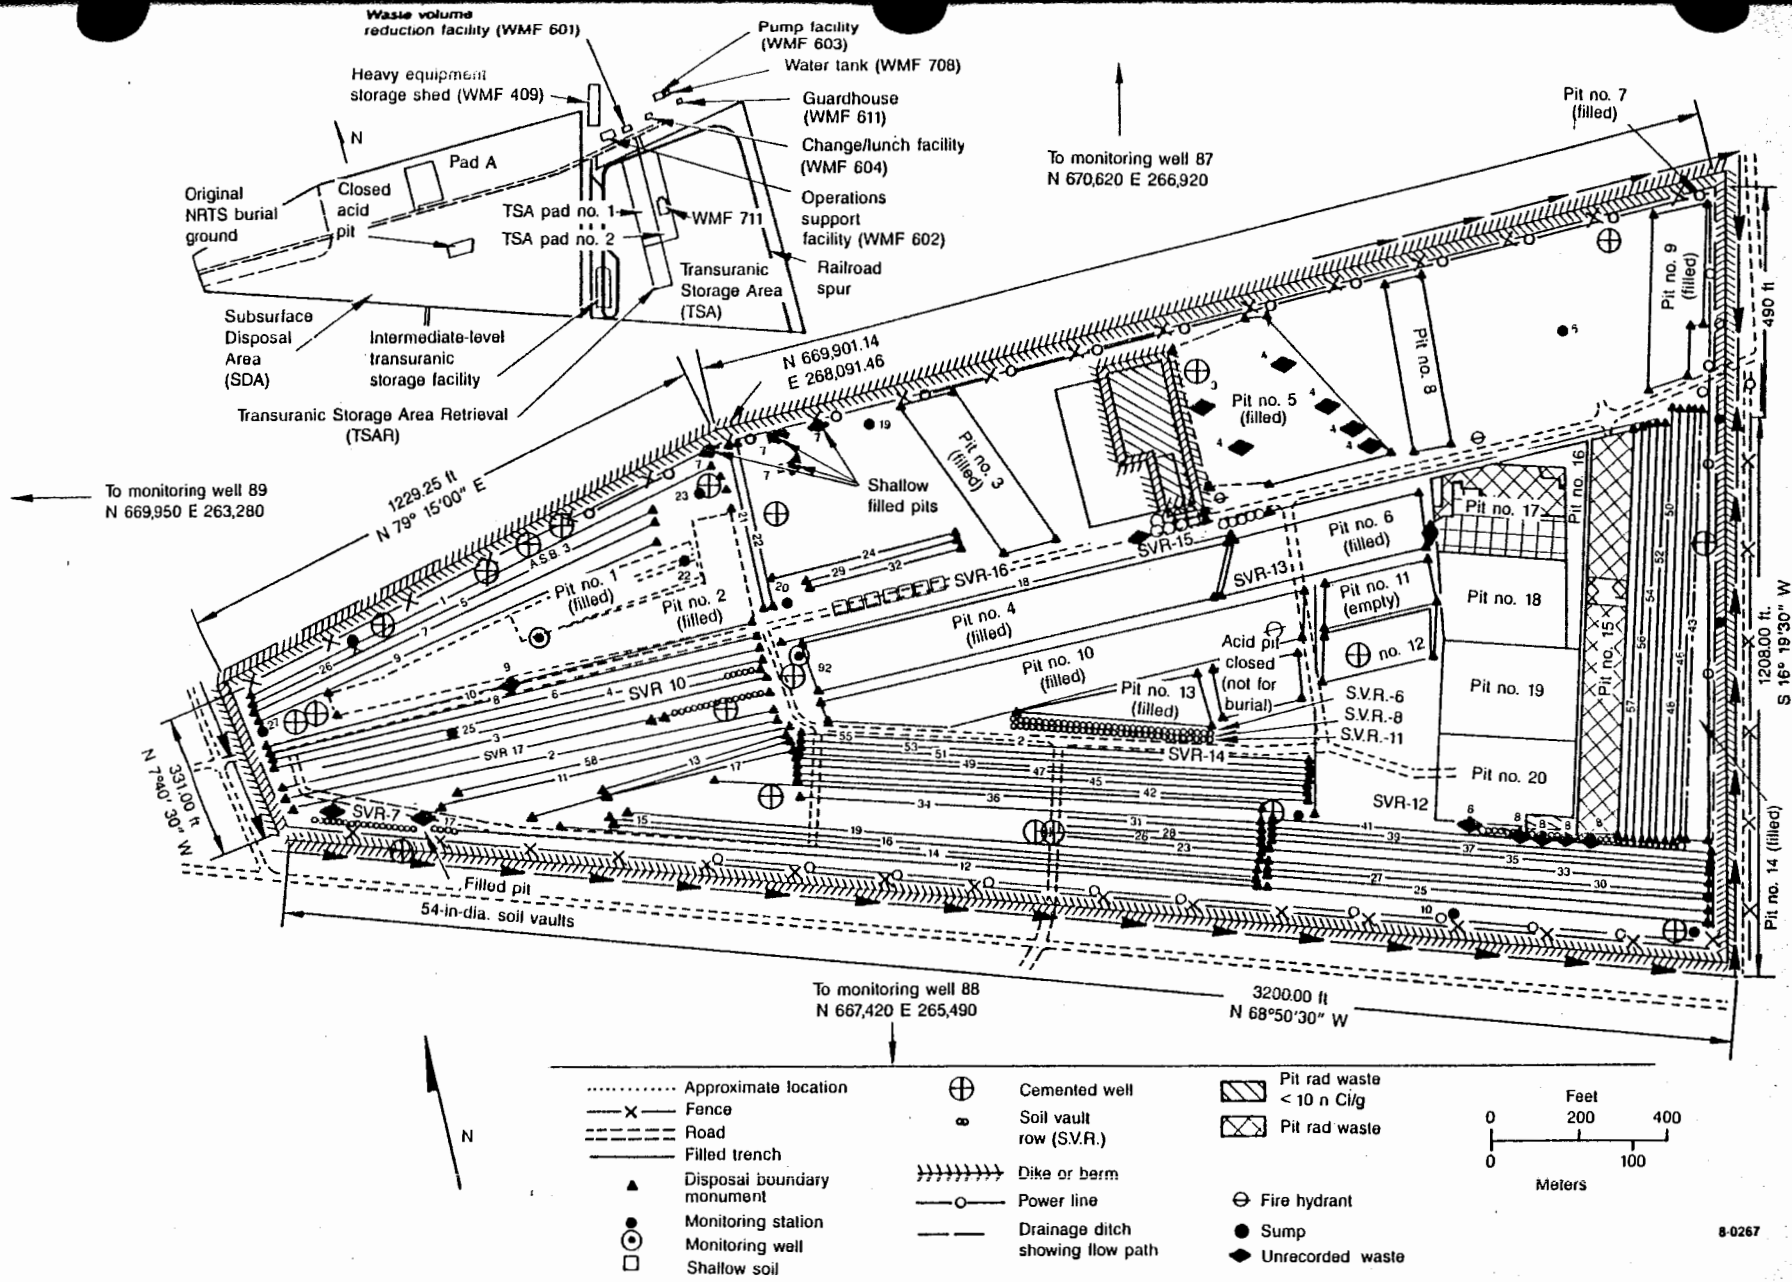 Waste volume
reduction facility (WMF 601)
Pump facility
(WMF 603)
Water tank (WMF 708)
Heavy equipment
storage shed (WMF 409)
Guardhouse
(WMF 611)
Change/lunch facility
(WMF 604)
Operations
support
facility (WMF 602)
N
Pad A
Original
NRTS burial
ground
Closed
acid
pit
TSA pad no. 1
TSA pad no. 2
WMF 711
Railroad
spur
Transuranic
Storage Area
(TSA)
Subsurface
Disposal
Area
(SDA)
Intermediate-level
transuranic
storage facility
Transuranic Storage Area Retrieval
(TSAR)
To monitoring well 87
N 670,620 E 266,920
Pit no. 7
(filled)
490 ft
N 669,901.14
E 268,091.46
1229.25 ft
N 79° 15'00" E
To monitoring well 89
N 669,950 E 263,280
Pit no. 9
(filled)
Pit no. 8
Pit no. 5
(filled)
Pit no. 3
(filled)
Shallow
filled pits
Pit no. 16
Pit no. 17
Pit no. 6
(filled)
SVR-15
SVR-13
SVR-16
A.S.B. 3
Pit no. 1
(filled)
Pit no. 2
(filled)
Pit no. 4
(filled)
Pit no. 11
(empty)
Pit no. 18
Pit no. 15
no. 12
Acid pit
closed
(not for
burial)
Pit no. 10
(filled)
Pit no. 13
(filled)
S.V.R.-6
S.V.R.-8
S.V.R.-11
Pit no. 19
Pit no. 20
SVR 10
SVR 17
SVR-14
SVR-12
SVR-7
1208.00 ft.
S 16° 19'30" W
Pit no. 14 (filled)
331.00 ft
N 7°40' 30" W
Filled pit
54-in-dia. soil vaults
To monitoring well 88
N 667,420 E 265,490
3200.00 ft
N 68°50'30" W
N
Approximate location
Fence
Road
Filled trench
Disposal boundary
monument
Monitoring station
Monitoring well
Shallow soil
Cemented well
Soil vault
row (S.V.R.)
Dike or berm
Power line
Drainage ditch
showing flow path
Pit rad waste
< 10 n Ci/g
Pit rad waste
Fire hydrant
Sump
Unrecorded waste
Feet
0 200 400
0 100
Meters
8-0267